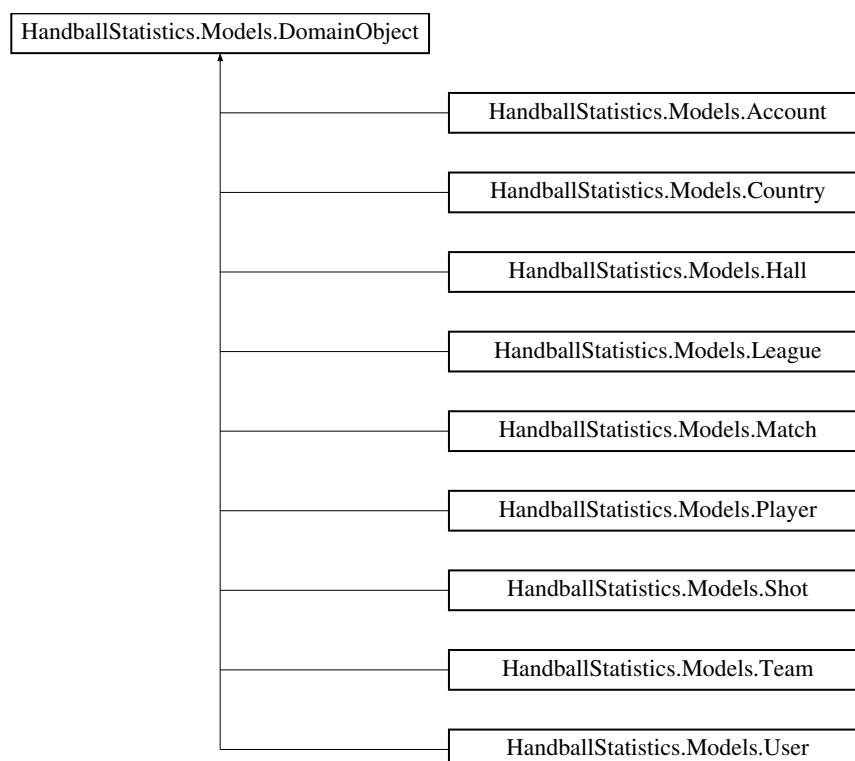 HandballStatistics.Models.DomainObject
HandballStatistics.Models.Account
HandballStatistics.Models.Country
HandballStatistics.Models.Hall
HandballStatistics.Models.League
HandballStatistics.Models.Match
HandballStatistics.Models.Player
HandballStatistics.Models.Shot
HandballStatistics.Models.Team
HandballStatistics.Models.User